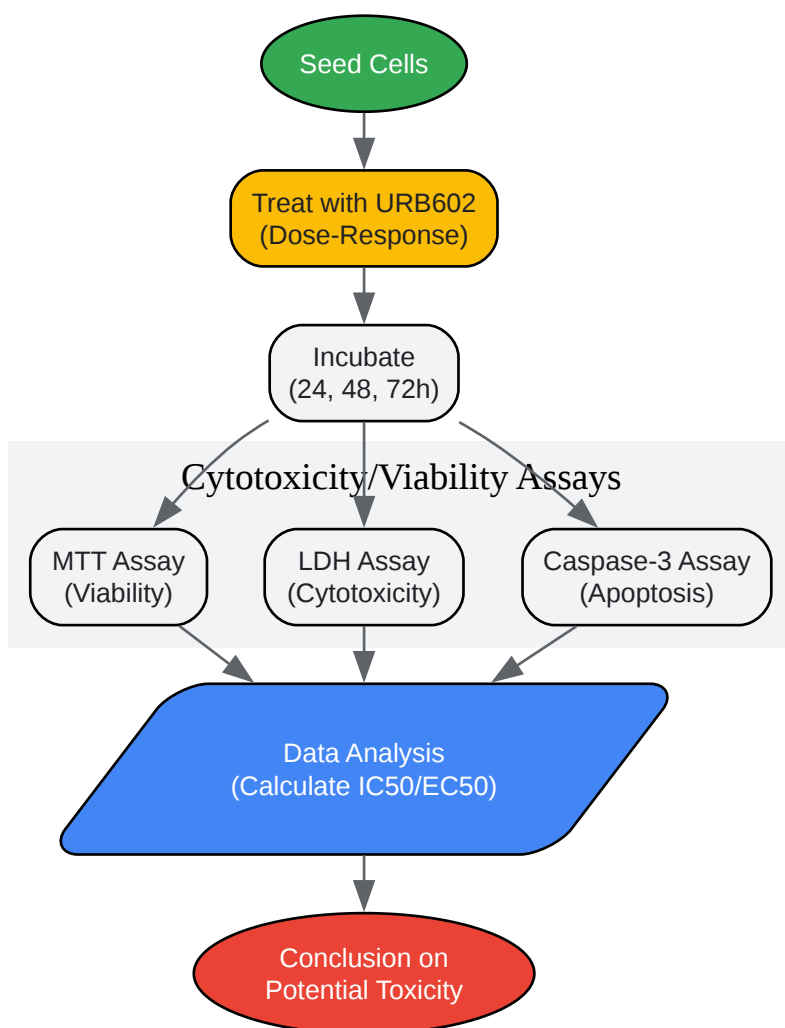 Seed Cells
Treat with URB602
(Dose-Response)
Incubate
(24, 48, 72h)
Cytotoxicity/Viability Assays
MTT Assay
(Viability)
LDH Assay
(Cytotoxicity)
Caspase-3 Assay
(Apoptosis)
Data Analysis
(Calculate IC50/EC50)
Conclusion on
Potential Toxicity